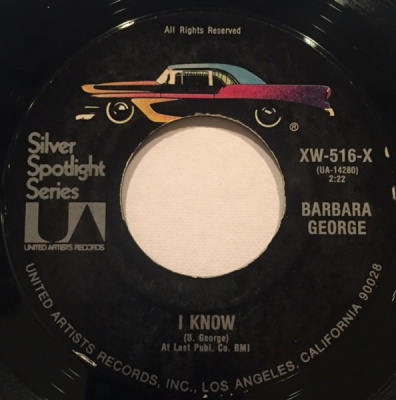 All Rights Reserved
Silver
Spotlight
Series
UA
UNITED ARTISTS RECORDS
®
XW-516-X
(UA-14280)
2:22
BARBARA
GEORGE
I KNOW
(B. George)
At Last Publ. Co. BMI
UNITED ARTISTS RECORDS, INC., LOS ANGELES, CALIFORNIA 90028